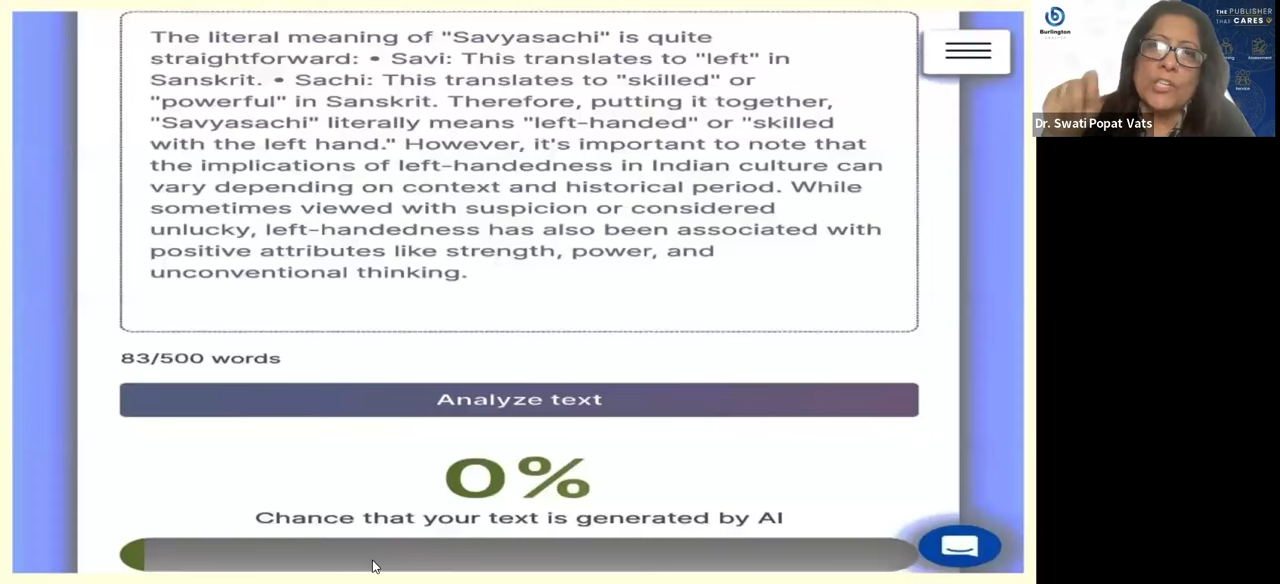 The literal meaning of "Savyasachi" is quite
straightforward: • Savi: This translates to "left" in
Sanskrit. • Sachi: This translates to "skilled" or
"powerful" in Sanskrit. Therefore, putting it together,
"Savyasachi" literally means "left-handed" or "skilled
with the left hand." However, it's important to note that
the implications of left-handedness in Indian culture can
vary depending on context and historical period. While
sometimes viewed with suspicion or considered
unlucky, left-handedness has also been associated with
positive attributes like strength, power, and
unconventional thinking.
83/500 words
Analyze text
0%
Chance that your text is generated by AI
Burlington
THE PUBLISHER
THAT CARES
Assessment
Service
Dr. Swati Popat Vats